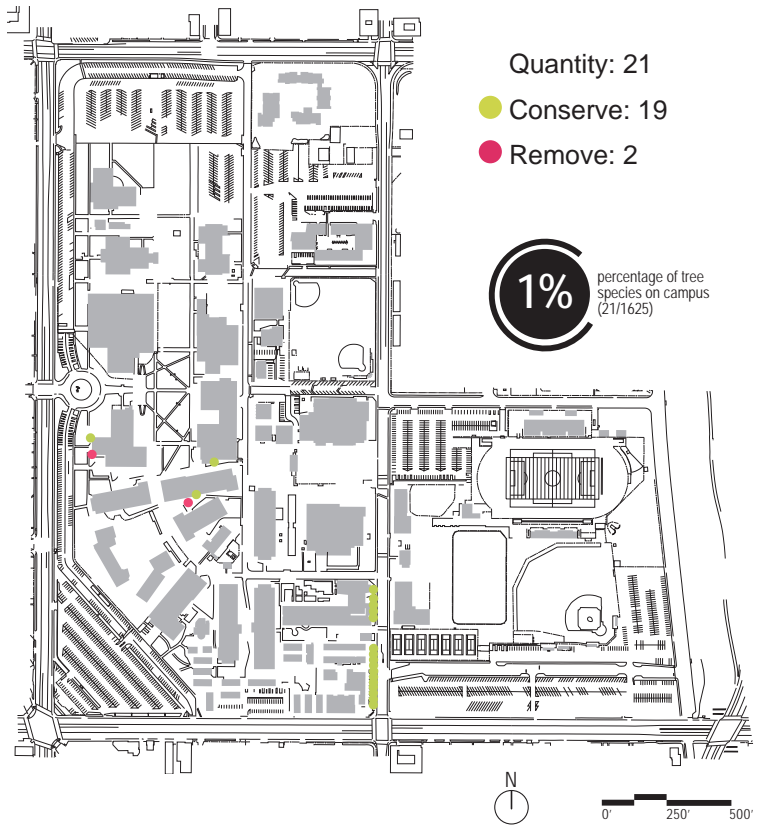 Quantity: 21
Conserve: 19
Remove: 2
1%
percentage of tree
species on campus
(21/1625)
N
0' 250' 500'